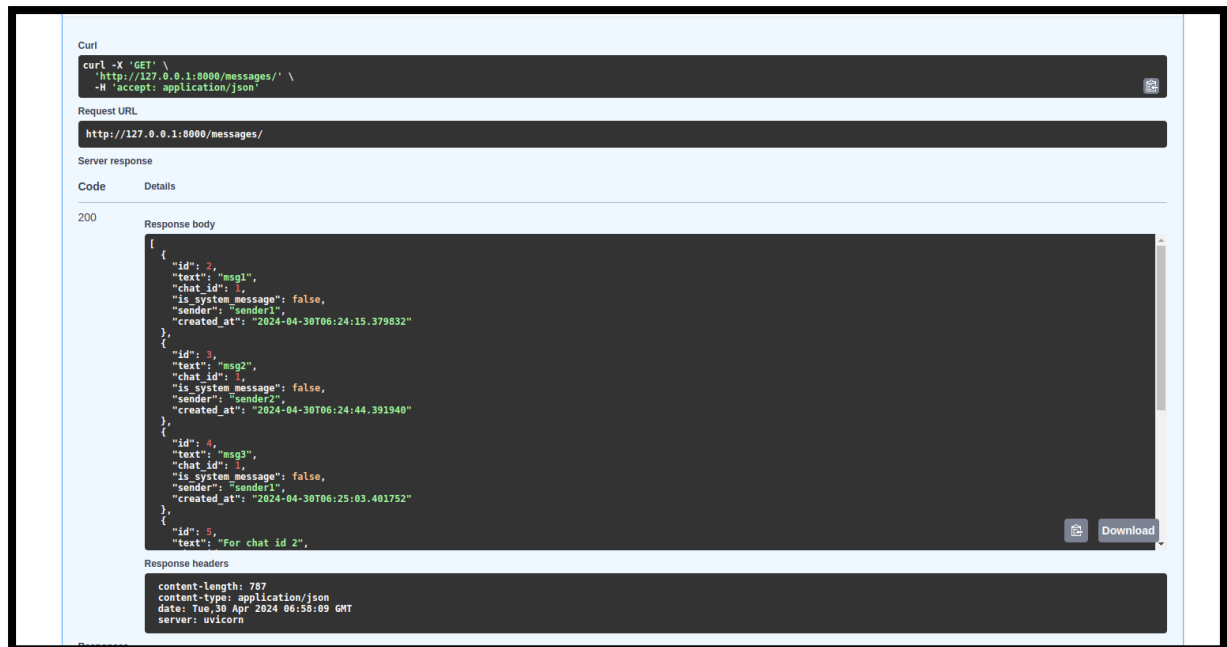 Curl
curl -X 'GET' \
  'http://127.0.0.1:8000/messages/' \
  -H 'accept: application/json'
Request URL
http://127.0.0.1:8000/messages/
Server response
Code Details
200
Response body
[
  {
    "id": 2,
    "text": "msg1",
    "chat_id": 1,
    "is_system_message": false,
    "sender": "sender1",
    "created_at": "2024-04-30T06:24:15.379832"
  },
  {
    "id": 3,
    "text": "msg2",
    "chat_id": 1,
    "is_system_message": false,
    "sender": "sender2",
    "created_at": "2024-04-30T06:24:44.391940"
  },
  {
    "id": 4,
    "text": "msg3",
    "chat_id": 1,
    "is_system_message": false,
    "sender": "sender1",
    "created_at": "2024-04-30T06:25:03.401752"
  },
  {
    "id": 5,
    "text": "For chat id 2",
Download
Response headers
content-length: 787
content-type: application/json
date: Tue,30 Apr 2024 06:58:09 GMT
server: uvicorn